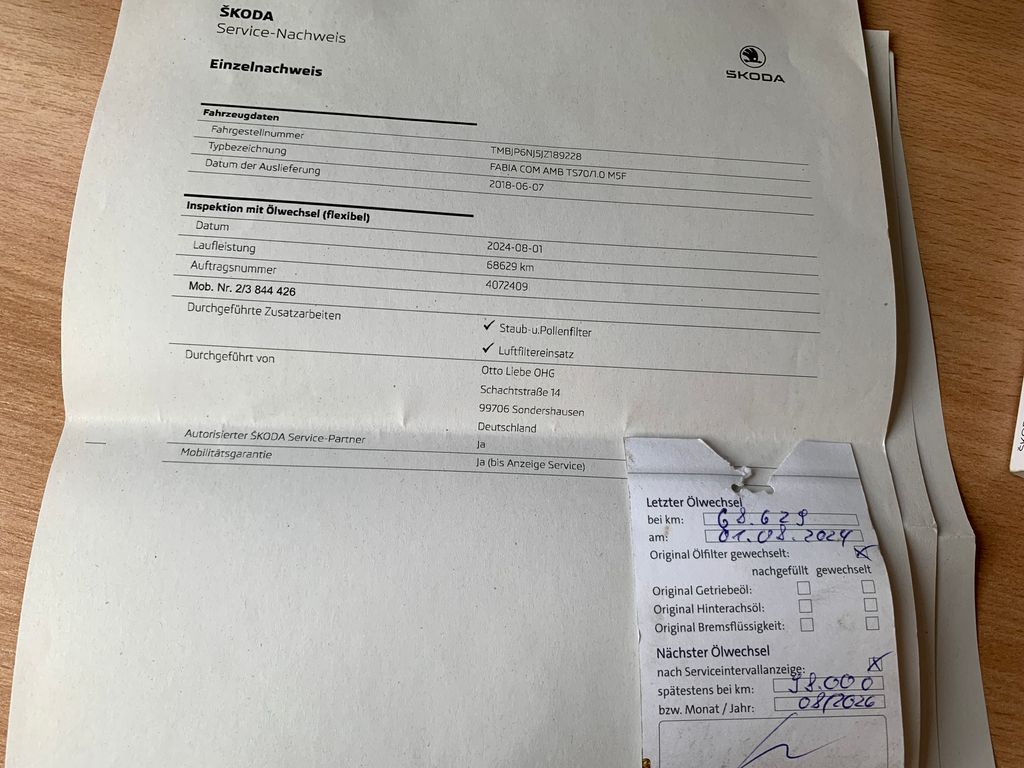 ŠKODA
Service-Nachweis
ŠKODA
Einzelnachweis
Fahrzeugdaten
Fahrgestellnummer TMBJP6NJ5JZ189228
Typbezeichnung FABIA COM AMB TS70/1.0 M5F
Datum der Auslieferung 2018-06-07
Inspektion mit Ölwechsel (flexibel)
Datum 2024-08-01
Laufleistung 68629 km
Auftragsnummer 4072409
Mob. Nr. 2/3 844 426
Durchgeführte Zusatzarbeiten ✓ Staub-u.Pollenfilter
✓ Luftfiltereinsatz
Durchgeführt von Otto Liebe OHG
Schachtstraße 14
99706 Sondershausen
Deutschland
Autorisierter ŠKODA Service-Partner Ja
Mobilitätsgarantie Ja (bis Anzeige Service)
Letzter Ölwechsel
bei km: 68.629
am: 01.08.2024
Original Ölfilter gewechselt: X
nachgefüllt gewechselt
Original Getriebeöl:
Original Hinterachsöl:
Original Bremsflüssigkeit:
Nächster Ölwechsel
nach Serviceintervallanzeige: X
spätestens bei km: 98.000
bzw. Monat / Jahr: 08/2026